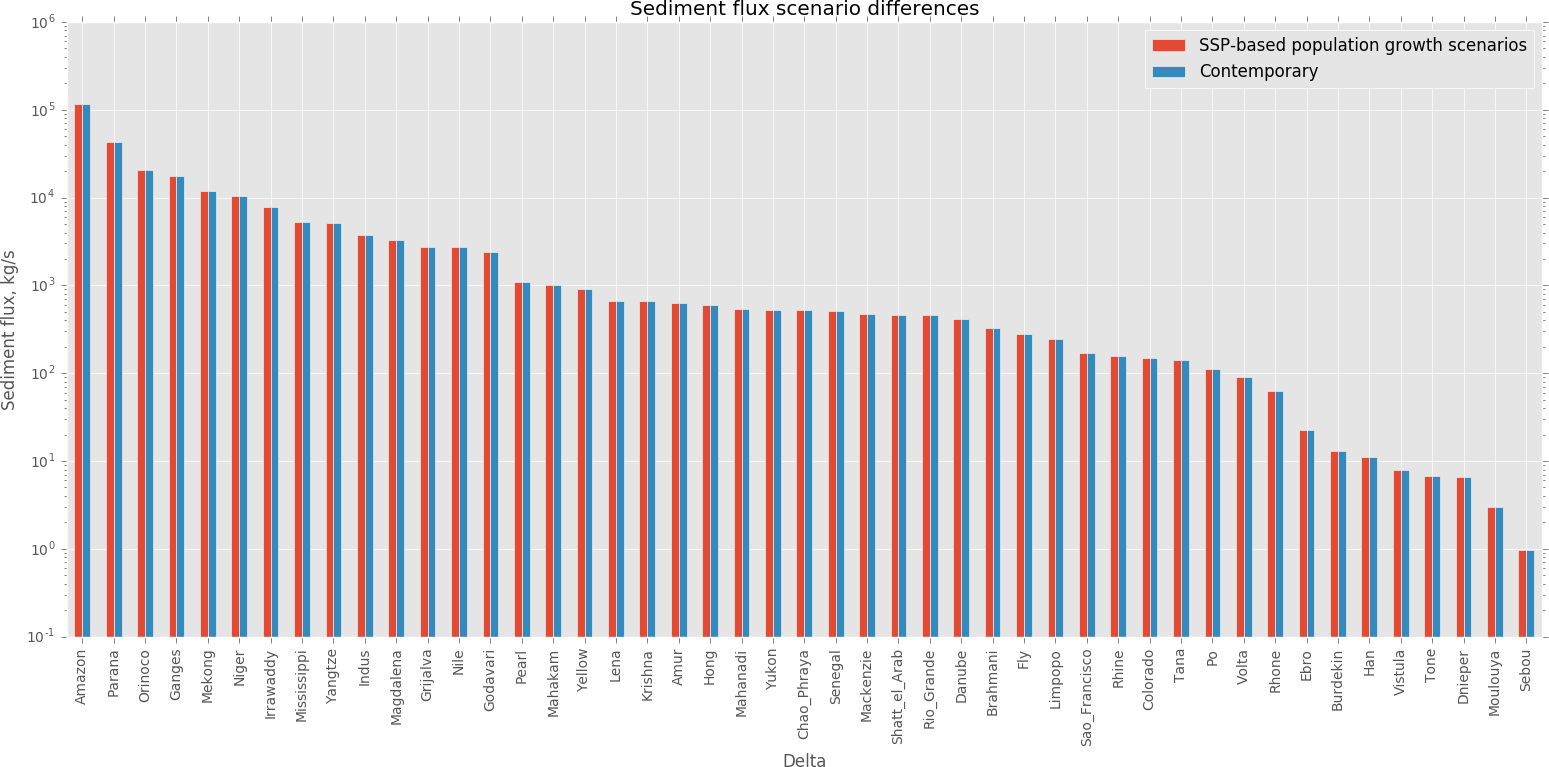 Sediment flux scenario differences
SSP-based population growth scenarios
Contemporary
Sediment flux, kg/s
10^6
10^5
10^4
10^3
10^2
10^1
10^0
10^-1
Amazon
Parana
Orinoco
Ganges
Mekong
Niger
Irrawaddy
Mississippi
Yangtze
Indus
Magdalena
Grijalva
Nile
Godavari
Pearl
Mahakam
Yellow
Lena
Krishna
Amur
Hong
Mahanadi
Yukon
Chao_Phraya
Senegal
Mackenzie
Shatt_el_Arab
Rio_Grande
Danube
Brahmani
Fly
Limpopo
Sao_Francisco
Rhine
Colorado
Tana
Po
Volta
Rhone
Ebro
Burdekin
Han
Vistula
Tone
Dnieper
Moulouya
Sebou
Delta